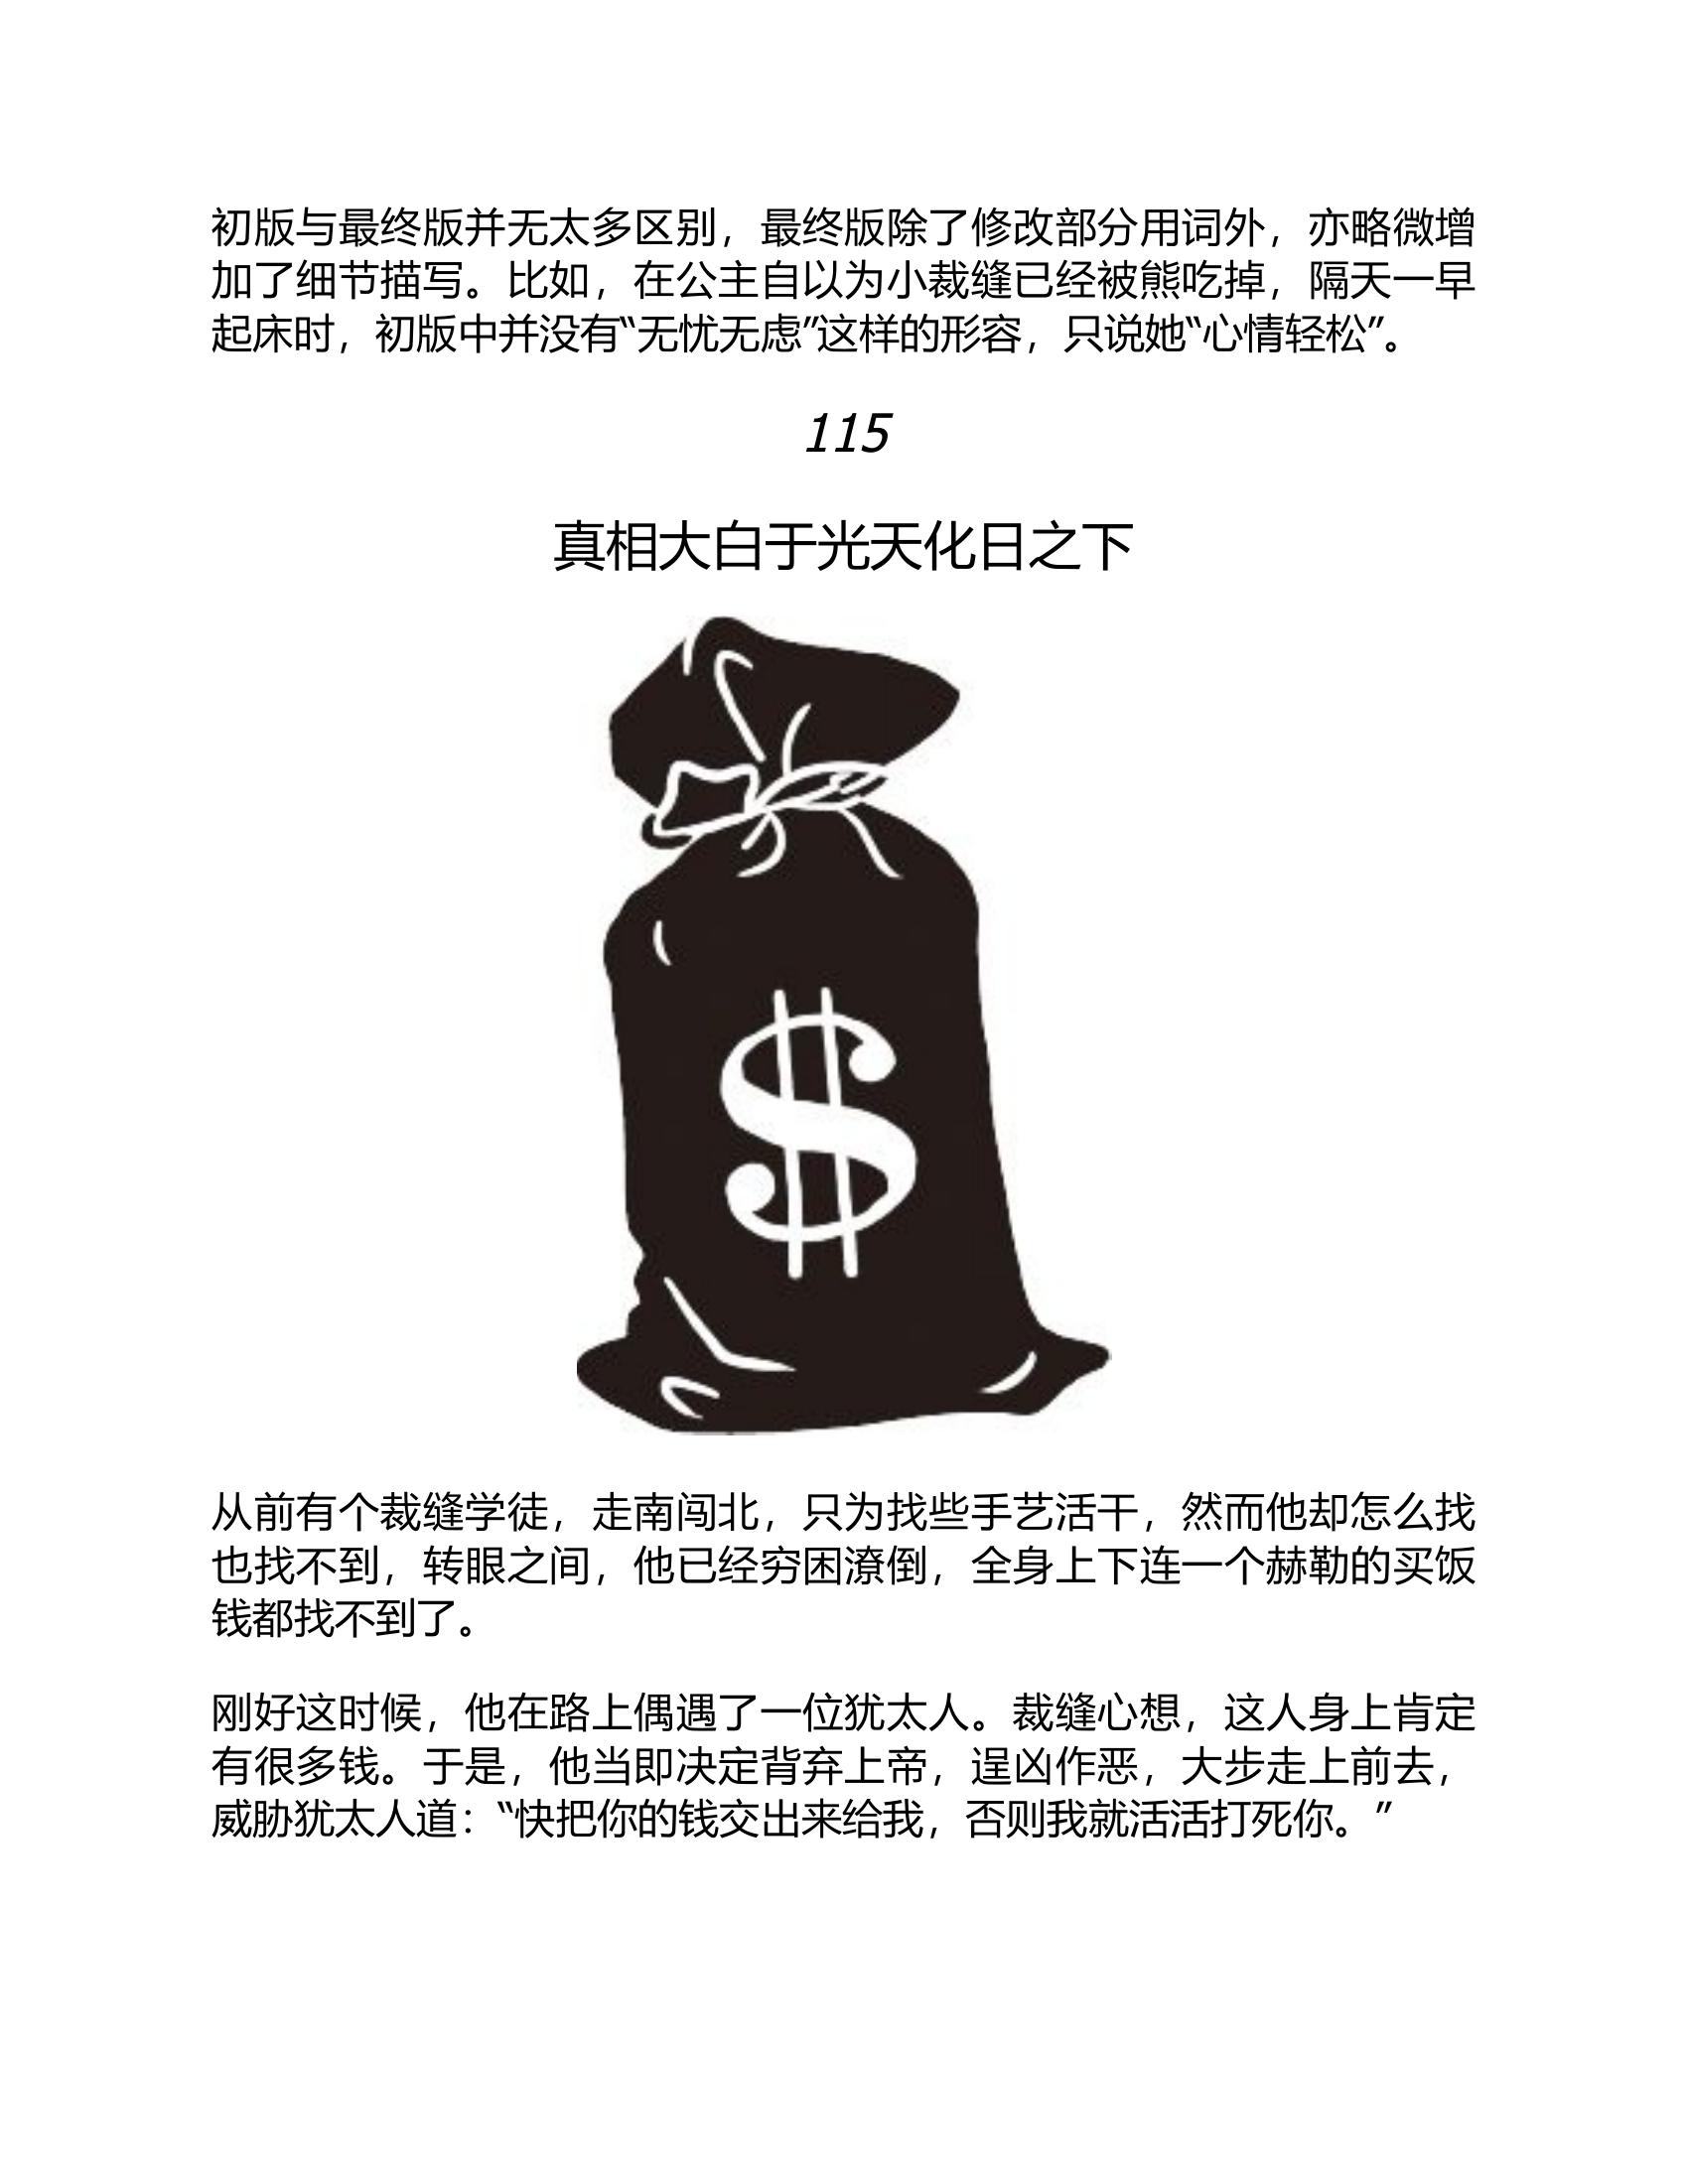 初版与最终版并无太多区别，最终版除了修改部分用词外，亦略微增
加了细节描写。比如，在公主自以为小裁缝已经被熊吃掉，隔天一早
起床时，初版中并没有“无忧无虑”这样的形容，只说她“心情轻松”。
115
真相大白于光天化日之下
$
从前有个裁缝学徒，走南闯北，只为找些手艺活干，然而他却怎么找
也找不到，转眼之间，他已经穷困潦倒，全身上下连一个赫勒的买饭
钱都找不到了。
刚好这时候，他在路上偶遇了一位犹太人。裁缝心想，这人身上肯定
有很多钱。于是，他当即决定背弃上帝，逞凶作恶，大步走上前去，
威胁犹太人道：“快把你的钱交出来给我，否则我就活活打死你。”